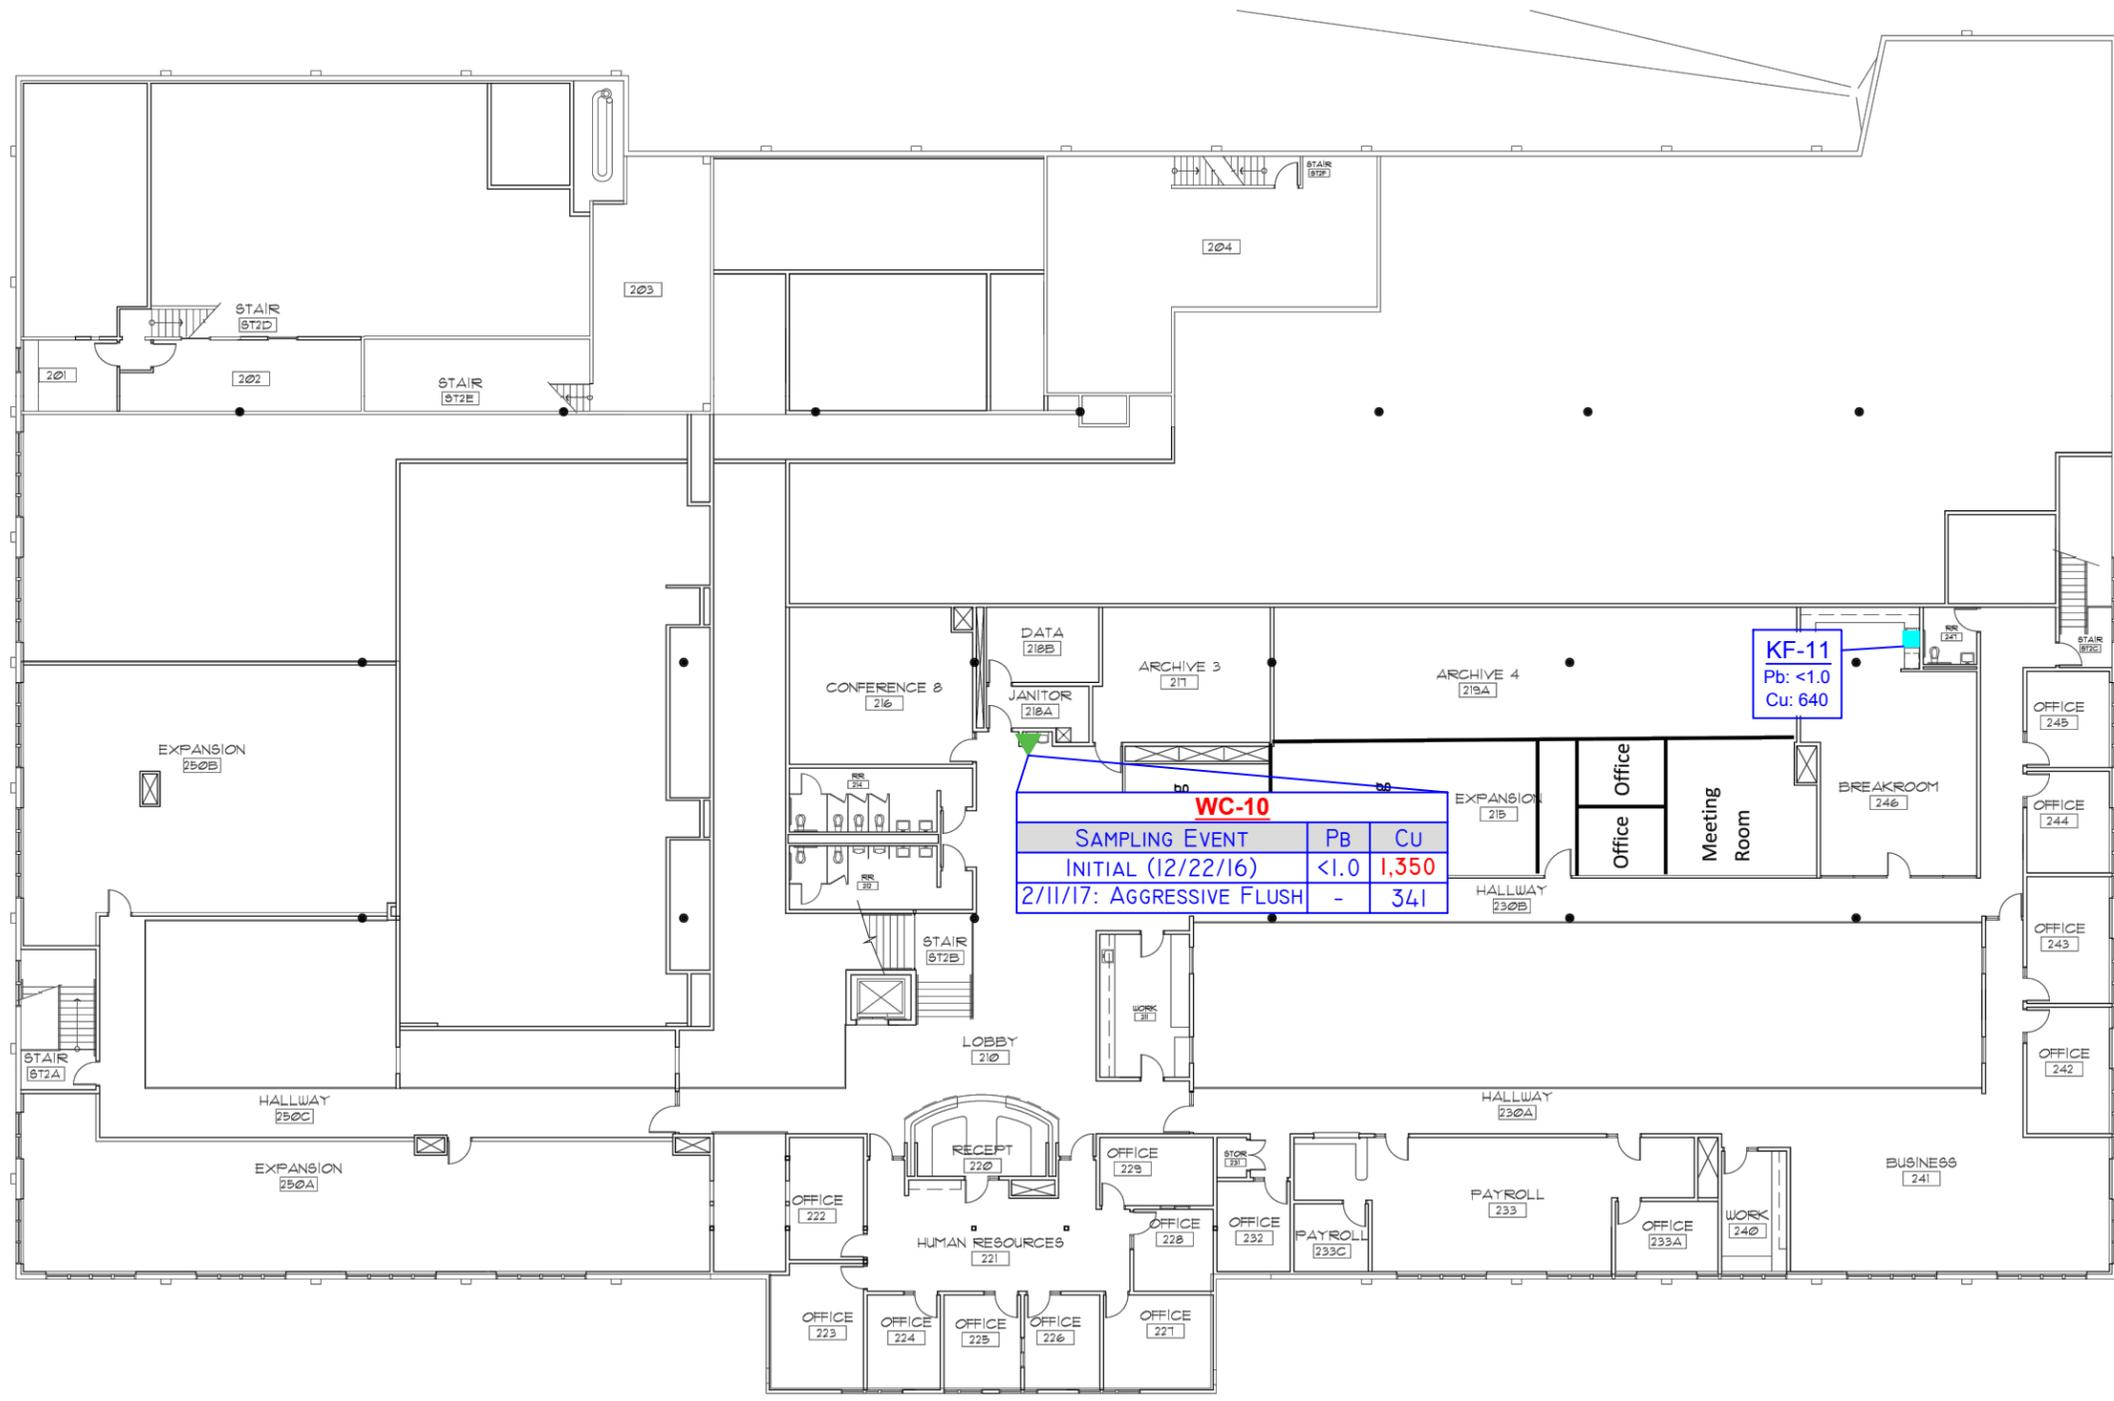 STAIR
ST2F
204
203
STAIR
ST2D
201
202
STAIR
ST2E
DATA
218B
ARCHIVE 3
217
ARCHIVE 4
219A
KF-11
Pb: <1.0
Cu: 640
RR
247
STAIR
ST2C
CONFERENCE 8
216
JANITOR
218A
OFFICE
245
EXPANSION
250B
RR
214
EXPANSION
215
Office
Office
Meeting
Room
BREAKROOM
246
OFFICE
244
WC-10
SAMPLING EVENT PB CU
INITIAL (12/22/16) <1.0 1,350
2/11/17: AGGRESSIVE FLUSH - 341
RR
212
HALLWAY
230B
OFFICE
243
STAIR
ST2B
WORK
211
LOBBY
210
STAIR
ST2A
OFFICE
242
HALLWAY
250C
HALLWAY
230A
EXPANSION
250A
RECEPT
220
OFFICE
229
STOR
231
BUSINESS
241
OFFICE
222
PAYROLL
233
HUMAN RESOURCES
221
OFFICE
228
OFFICE
232
PAYROLL
233C
OFFICE
233A
WORK
240
OFFICE
223
OFFICE
224
OFFICE
225
OFFICE
226
OFFICE
227